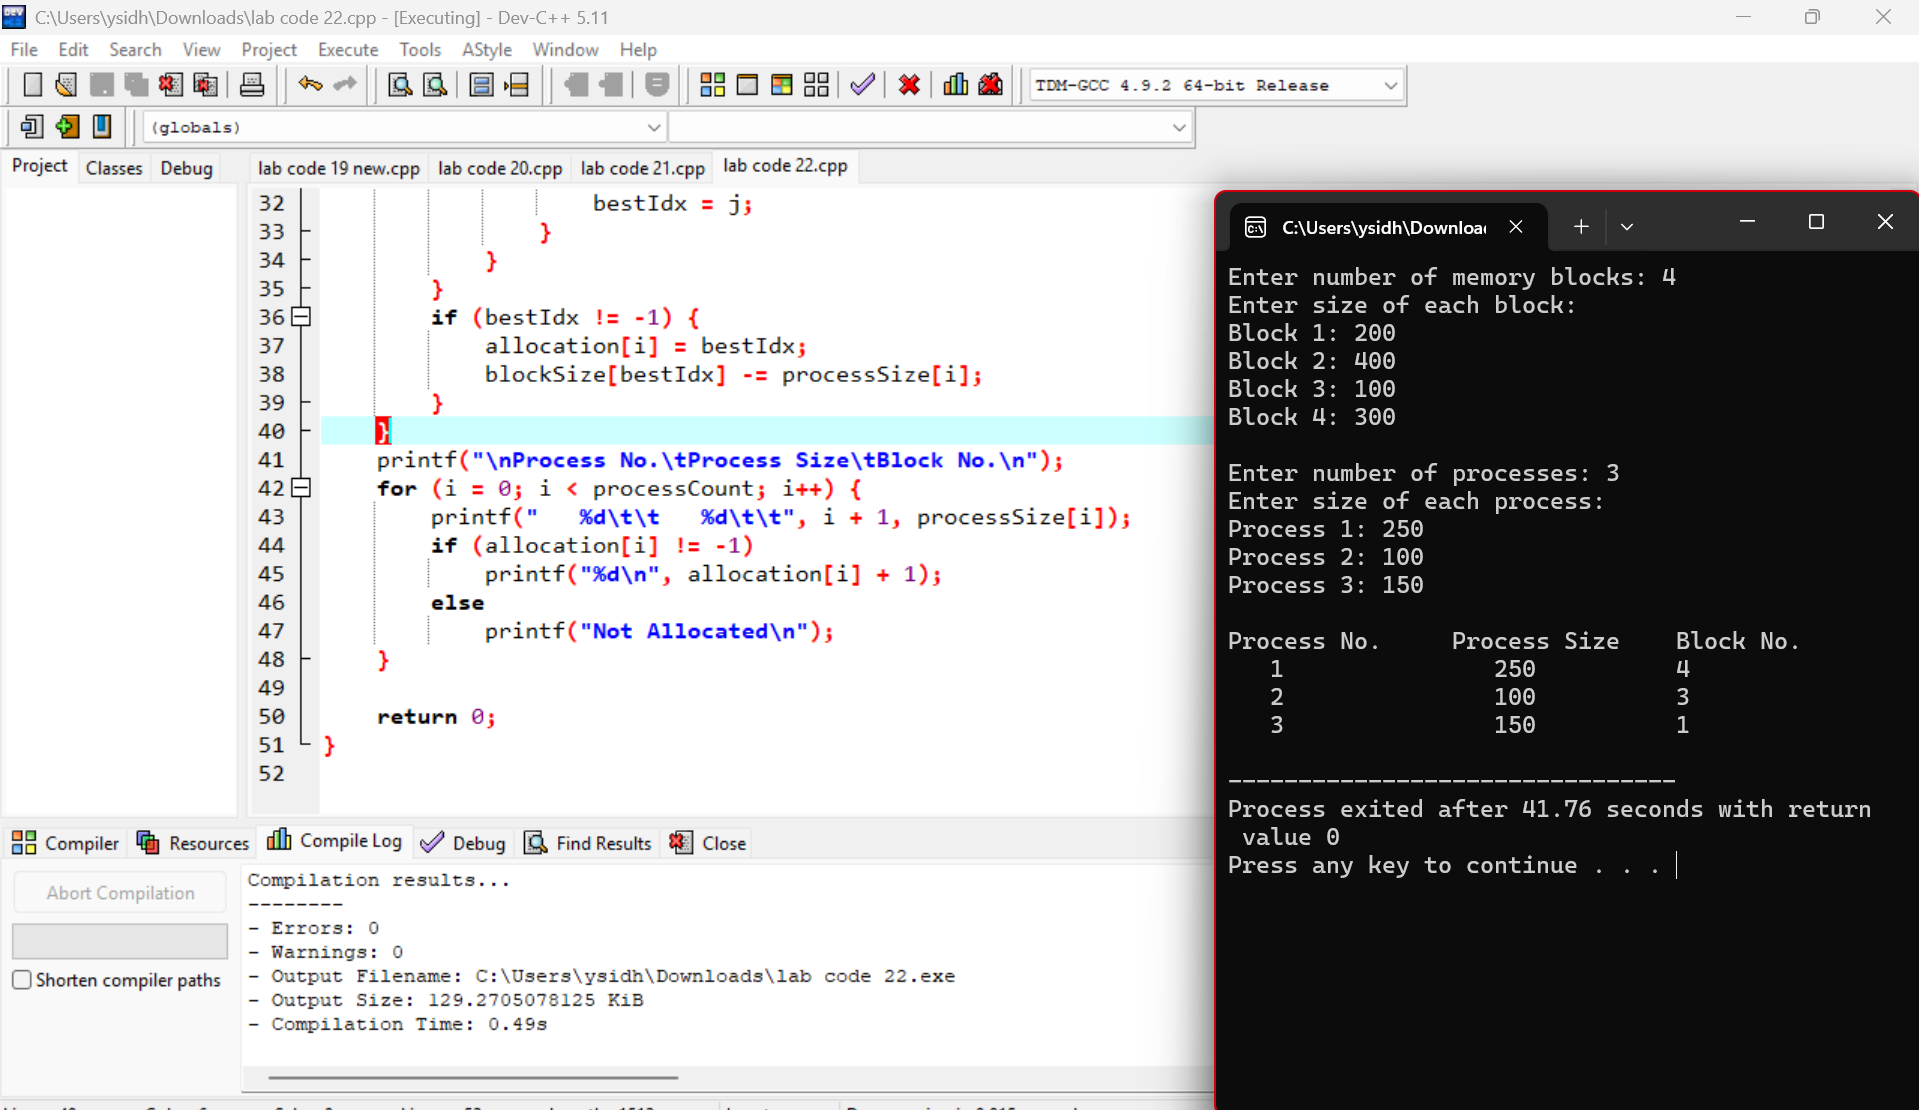 C:\Users\ysidh\Downloads\lab code 22.cpp - [Executing] - Dev-C++ 5.11
File Edit Search View Project Execute Tools AStyle Window Help
TDM-GCC 4.9.2 64-bit Release
(globals)
Project Classes Debug
lab code 19 new.cpp lab code 20.cpp lab code 21.cpp lab code 22.cpp
32 bestIdx = j;
33 }
34 }
35 }
36 if (bestIdx != -1) {
37 allocation[i] = bestIdx;
38 blockSize[bestIdx] -= processSize[i];
39 }
40 }
41 printf("\nProcess No.\tProcess Size\tBlock No.\n");
42 for (i = 0; i < processCount; i++) {
43 printf("   %d\t\t   %d\t\t", i + 1, processSize[i]);
44 if (allocation[i] != -1)
45 printf("%d\n", allocation[i] + 1);
46 else
47 printf("Not Allocated\n");
48 }
49
50 return 0;
51 }
52
Compiler Resources Compile Log Debug Find Results Close
Abort Compilation
Shorten compiler paths
Compilation results...
--------
- Errors: 0
- Warnings: 0
- Output Filename: C:\Users\ysidh\Downloads\lab code 22.exe
- Output Size: 129.2705078125 KiB
- Compilation Time: 0.49s
C:\Users\ysidh\Downloa
Enter number of memory blocks: 4
Enter size of each block:
Block 1: 200
Block 2: 400
Block 3: 100
Block 4: 300
Enter number of processes: 3
Enter size of each process:
Process 1: 250
Process 2: 100
Process 3: 150
Process No. Process Size Block No.
1 250 4
2 100 3
3 150 1
--------------------------------
Process exited after 41.76 seconds with return
value 0
Press any key to continue . . .